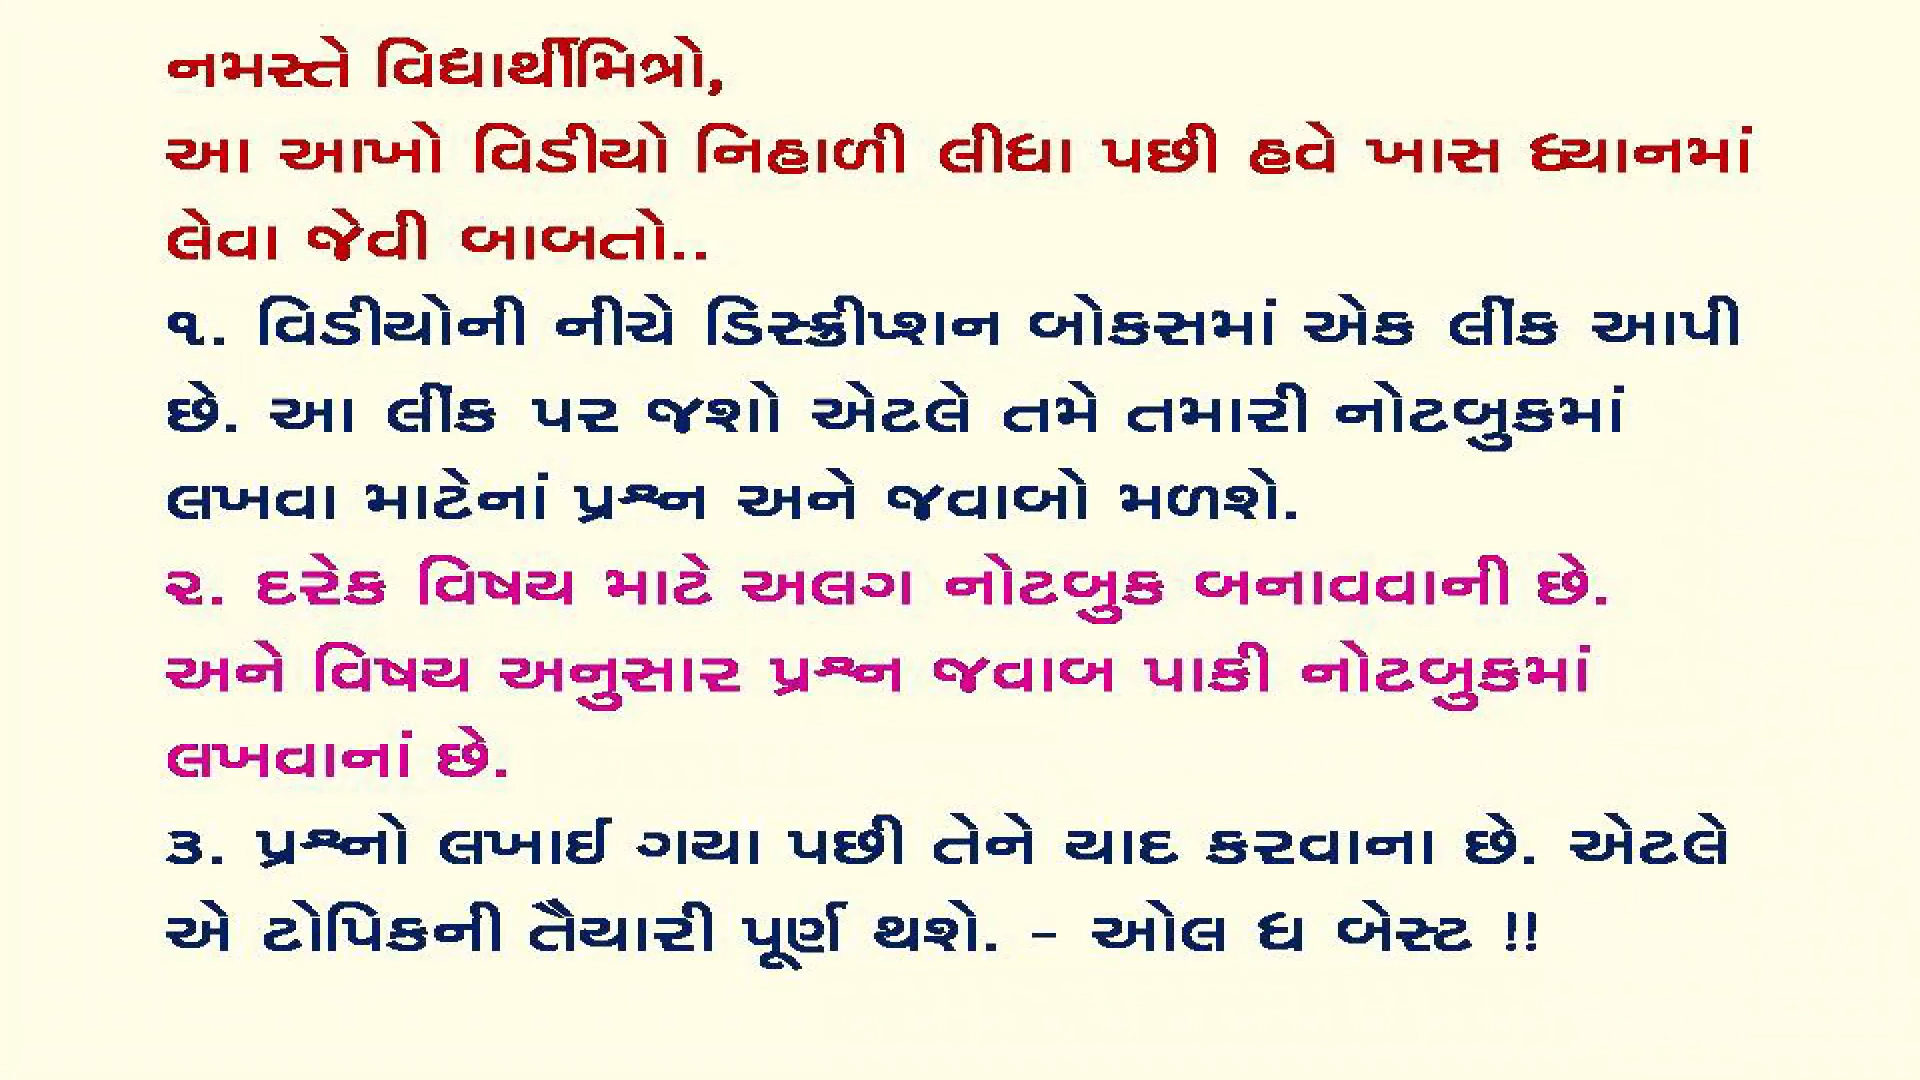 નમસ્તે વિદ્યાર્થીમિત્રો,
આ આખો વિડીયો નિહાળી લીધા પછી હવે ખાસ ધ્યાનમાં
લેવા જેવી બાબતો..
૧. વિડીયોની નીચે ડિસ્ક્રીપ્શન બોકસમાં એક લીંક આપી
છે. આ લીંક પર જશો એટલે તમે તમારી નોટબુકમાં
લખવા માટેનાં પ્રશ્ન અને જવાબો મળશે.
૨. દરેક વિષય માટે અલગ નોટબુક બનાવવાની છે.
અને વિષય અનુસાર પ્રશ્ન જવાબ પાકી નોટબુકમાં
લખવાનાં છે.
૩. પ્રશ્નો લખાઈ ગયા પછી તેને યાદ કરવાના છે. એટલે
એ ટોપિકની તૈયારી પૂર્ણ થશે. - ઓલ ધ બેસ્ટ !!